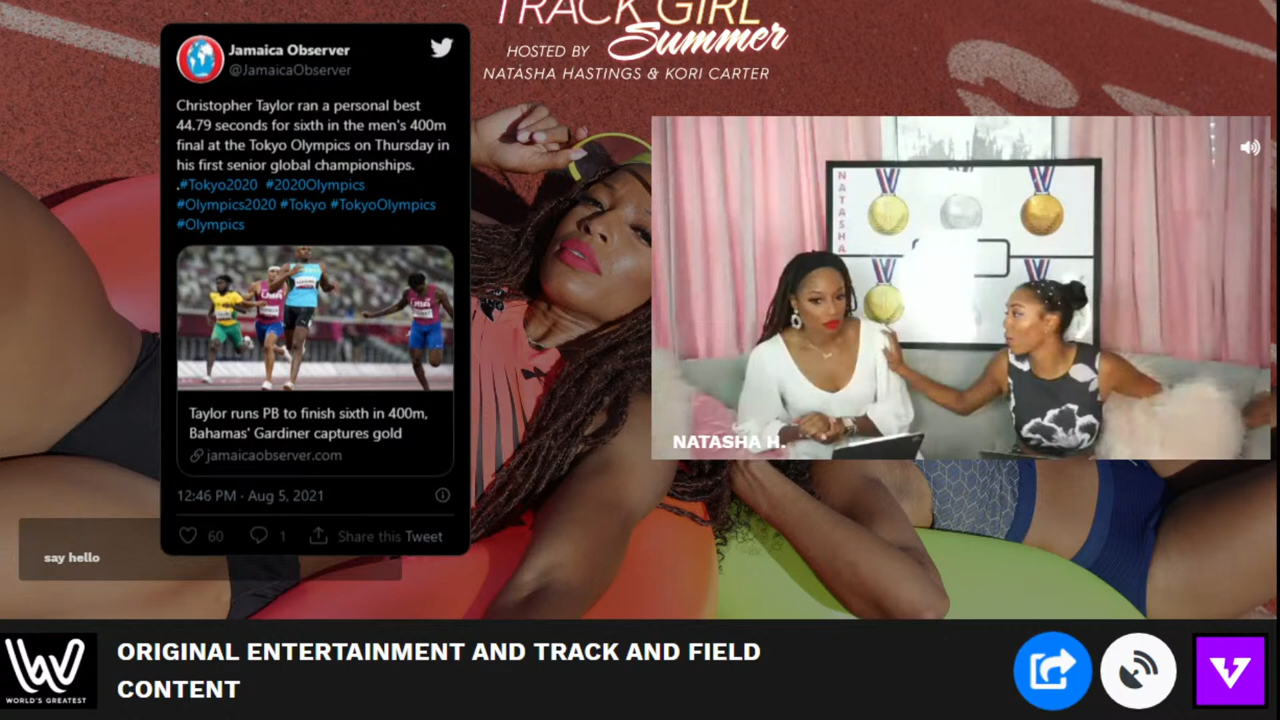 TRACK GIRL
Summer
HOSTED BY
NATASHA HASTINGS & KORI CARTER
Jamaica Observer
@JamaicaObserver
Christopher Taylor ran a personal best
44.79 seconds for sixth in the men's 400m
final at the Tokyo Olympics on Thursday in
his first senior global championships.
.#Tokyo2020 #2020Olympics
#Olympics2020 #Tokyo #TokyoOlympics
#Olympics
Taylor runs PB to finish sixth in 400m,
Bahamas' Gardiner captures gold
jamaicaobserver.com
12:46 PM · Aug 5, 2021
60 1 Share this Tweet
NATASHA
NATASHA H.
say hello
WORLD'S GREATEST
ORIGINAL ENTERTAINMENT AND TRACK AND FIELD
CONTENT